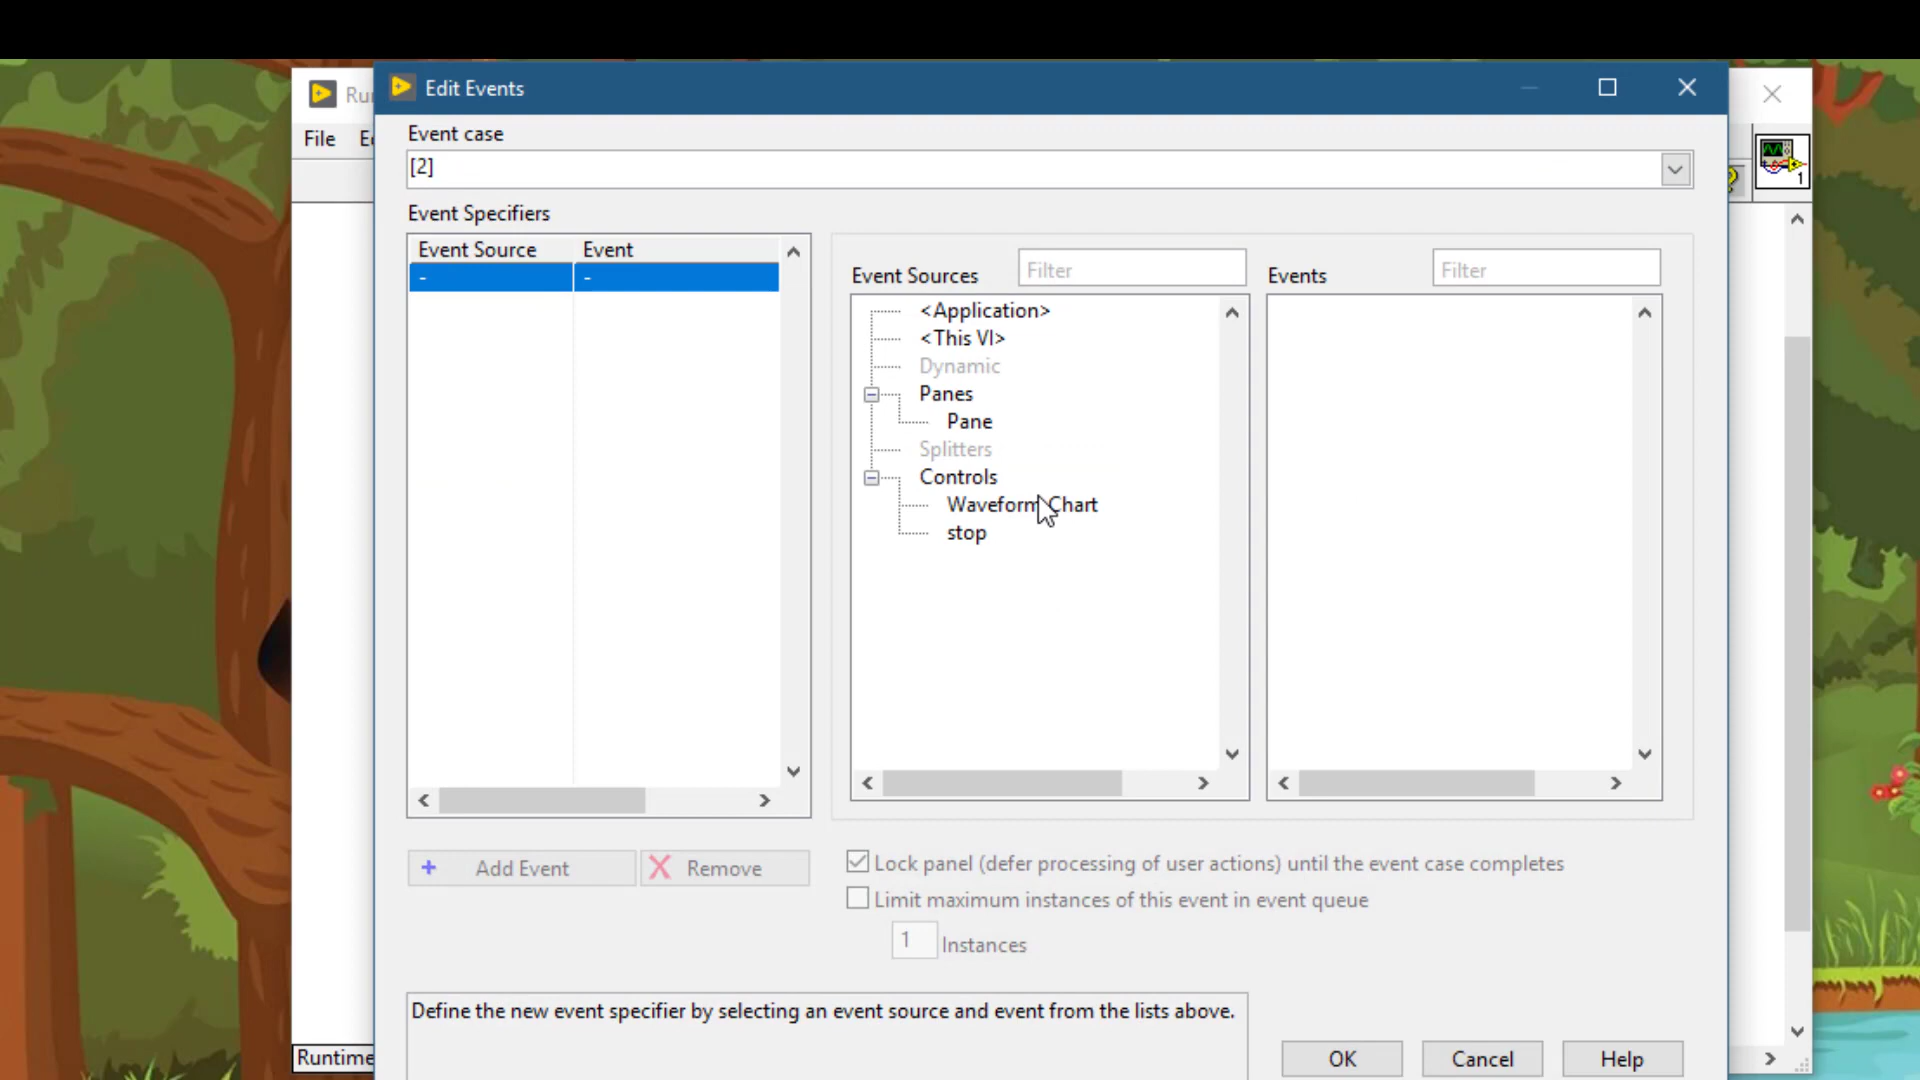 Ru
Edit Events
File E
Event case
[2]
1
Event Specifiers
Event Source Event
- -
Event Sources Filter
Events Filter
<Application>
<This VI>
Dynamic
Panes
Pane
Splitters
Controls
Waveform Chart
stop
+ Add Event
Remove
Lock panel (defer processing of user actions) until the event case completes
Limit maximum instances of this event in event queue
1 Instances
Define the new event specifier by selecting an event source and event from the lists above.
OK Cancel Help
Runtime